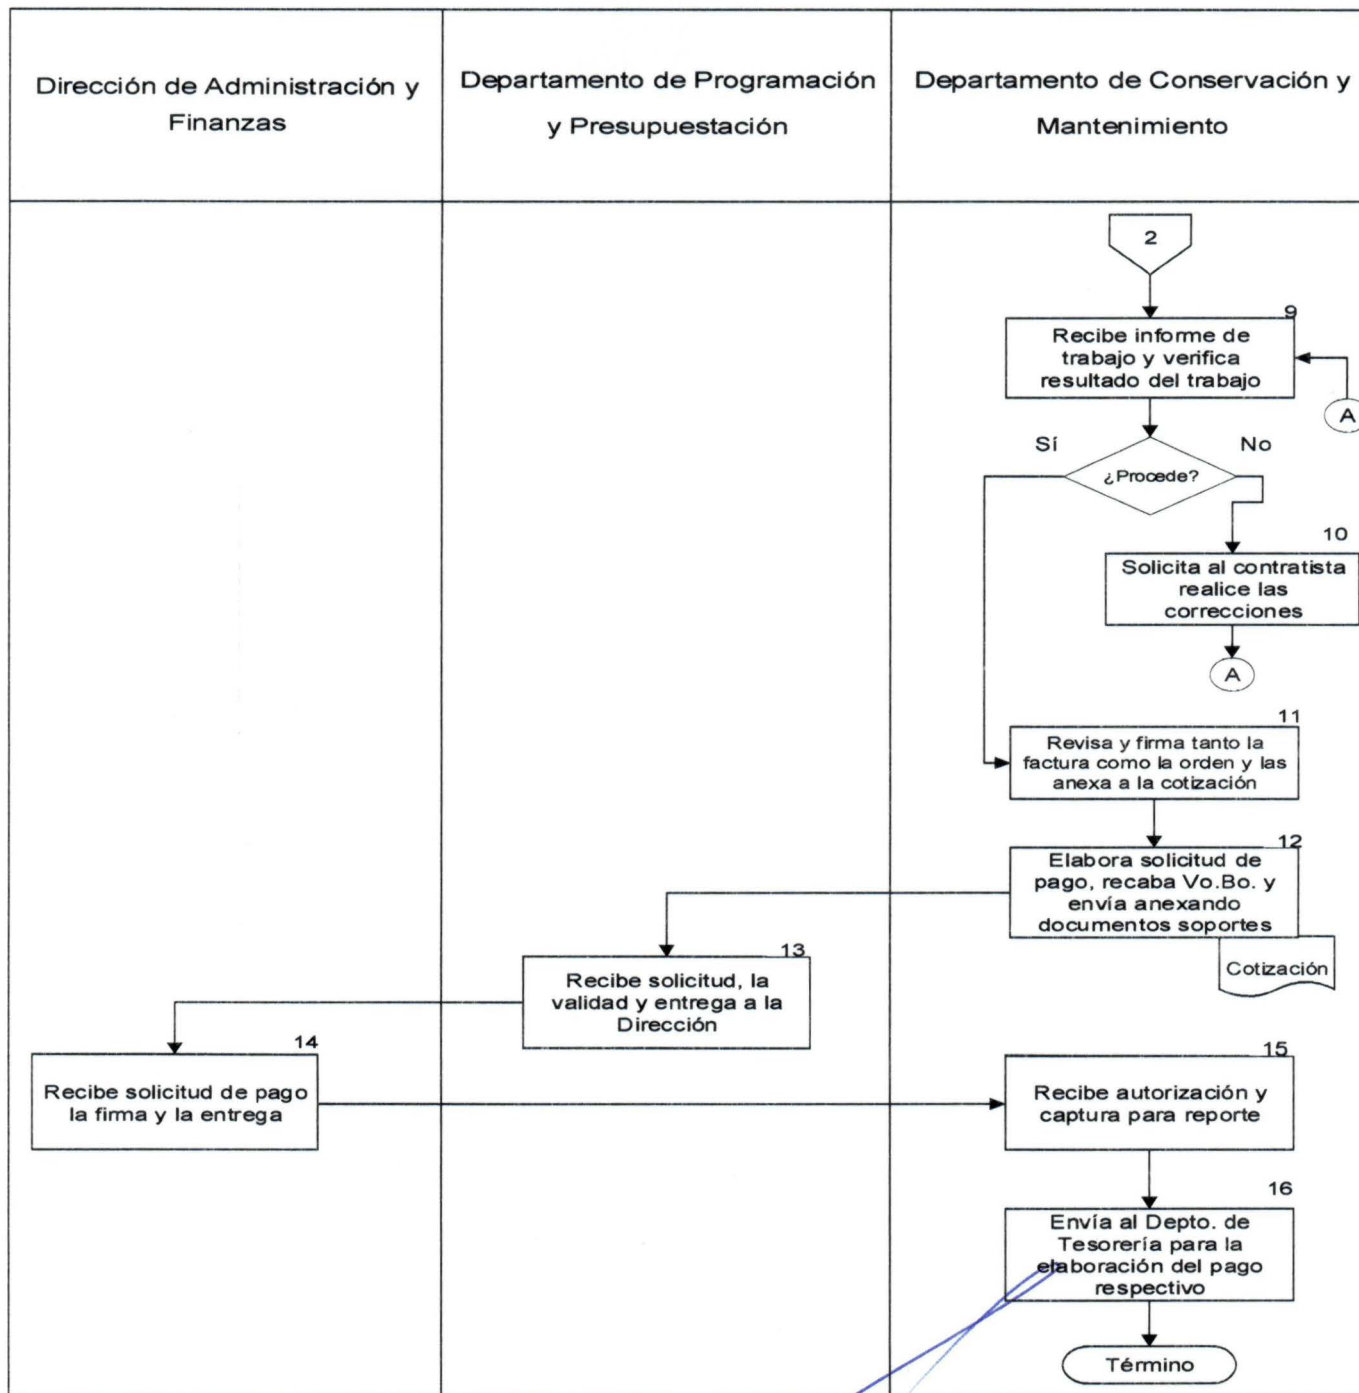 Dirección de Administración y
Finanzas
Departamento de Programación
y Presupuestación
Departamento de Conservación y
Mantenimiento
2
9
Recibe informe de
trabajo y verifica
resultado del trabajo
A
Sí
No
¿Procede?
10
Solicita al contratista
realice las
correcciones
A
11
Revisa y firma tanto la
factura como la orden y las
anexa a la cotización
12
Elabora solicitud de
pago, recaba Vo.Bo. y
envía anexando
documentos soportes
Cotización
13
Recibe solicitud, la
validad y entrega a la
Dirección
14
Recibe solicitud de pago
la firma y la entrega
15
Recibe autorización y
captura para reporte
16
Envía al Depto. de
Tesorería para la
elaboración del pago
respectivo
Término